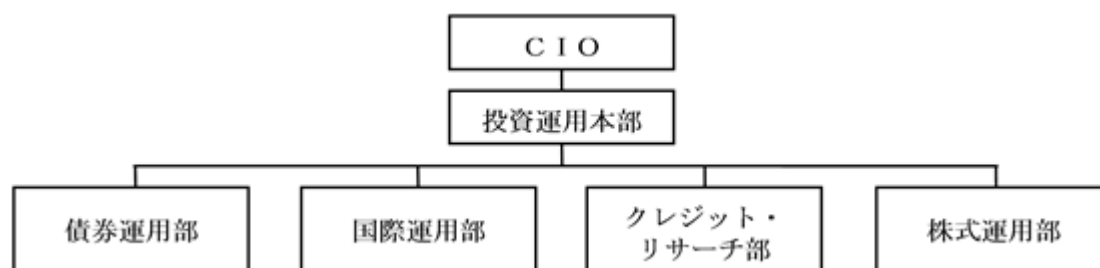 ＣＩＯ
投資運用本部
債券運用部
国際運用部
クレジット・
リサーチ部
株式運用部